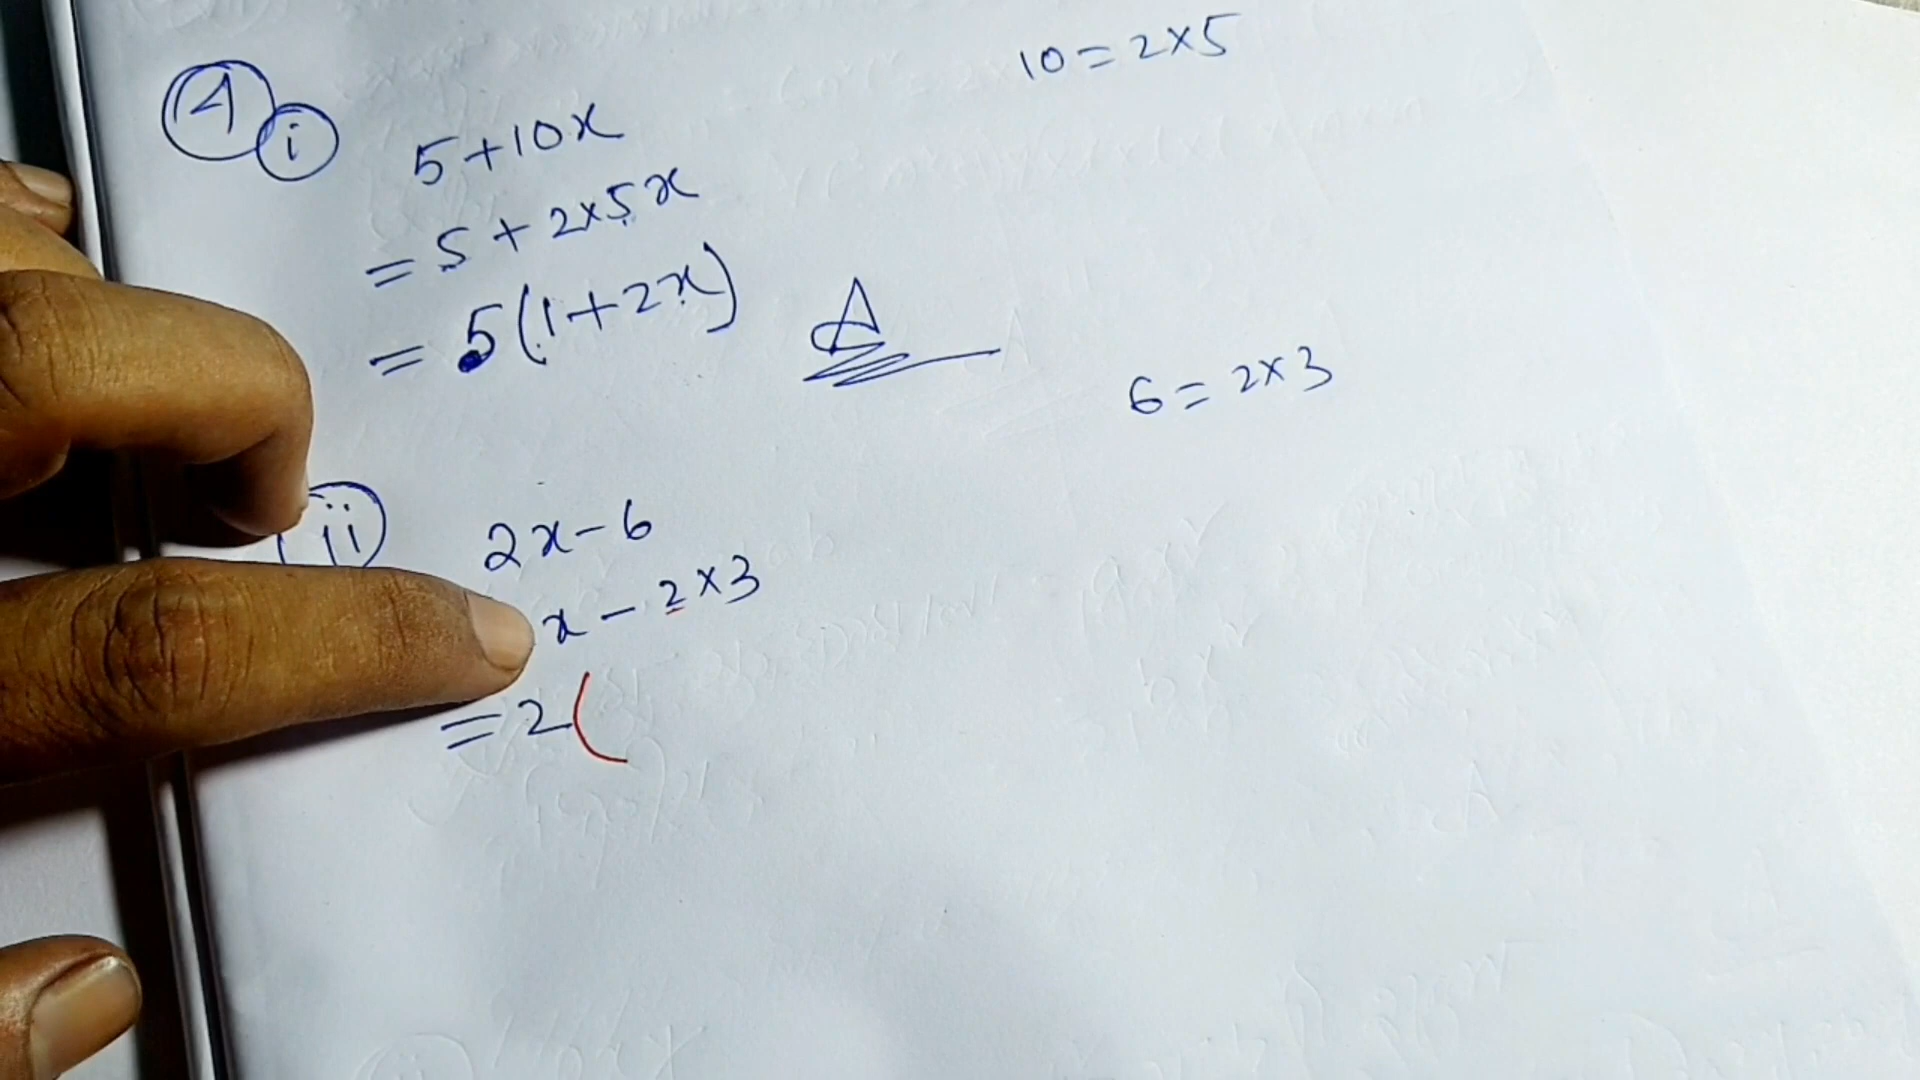 4 i 5+10x
10=2×5
=5+2×5x
=5(1+2x)
6=2×3
ii 2x-6
x-2×3
=2(